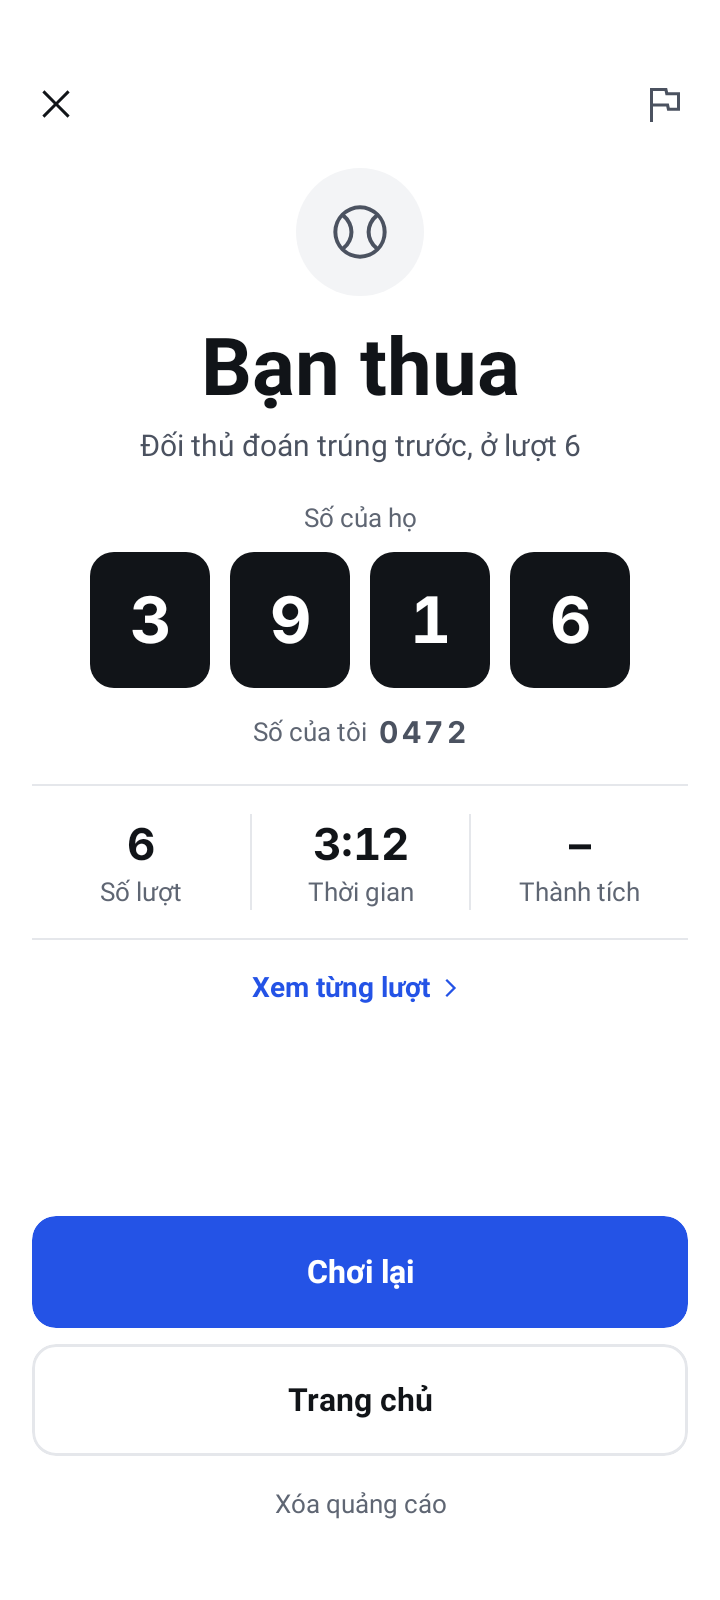 Bạn thua
Đối thủ đoán trúng trước, ở lượt 6
Số của họ
3 9 1 6
Số của tôi 0472
6 3:12 –
Số lượt Thời gian Thành tích
Xem từng lượt
Chơi lại
Trang chủ
Xóa quảng cáo